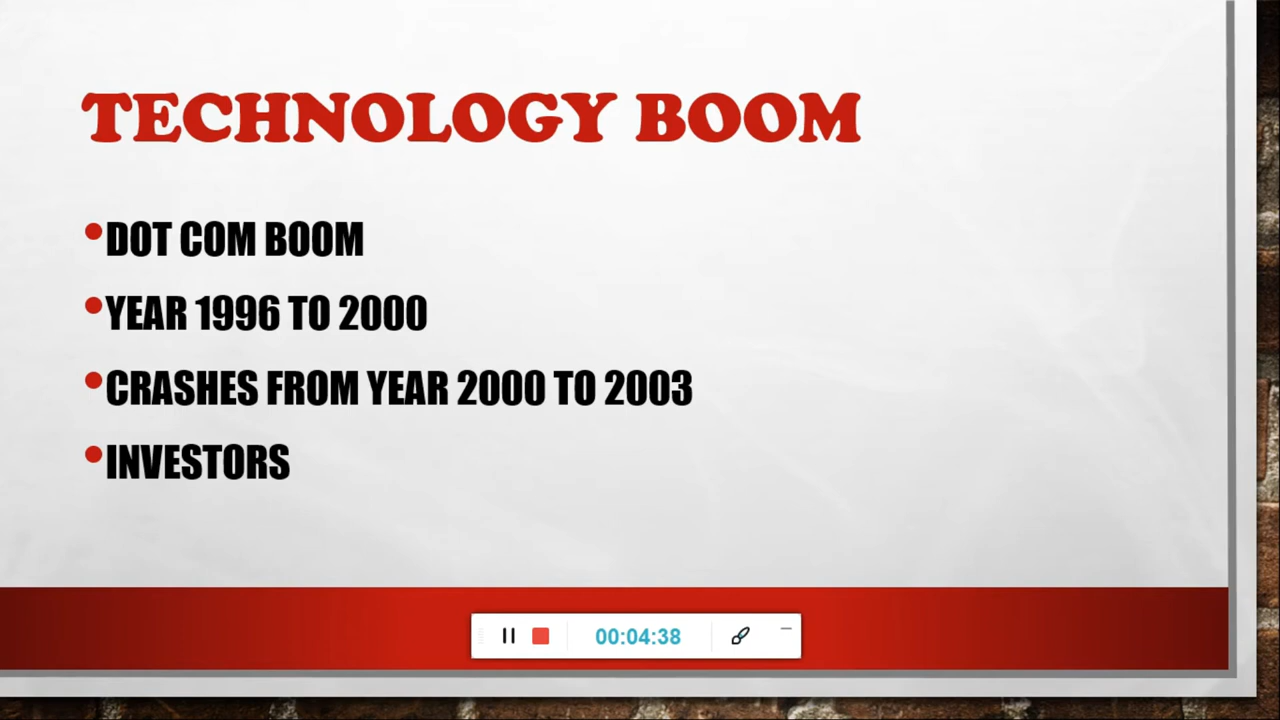 TECHNOLOGY BOOM
•DOT COM BOOM
•YEAR 1996 TO 2000
•CRASHES FROM YEAR 2000 TO 2003
•INVESTORS
00:04:38